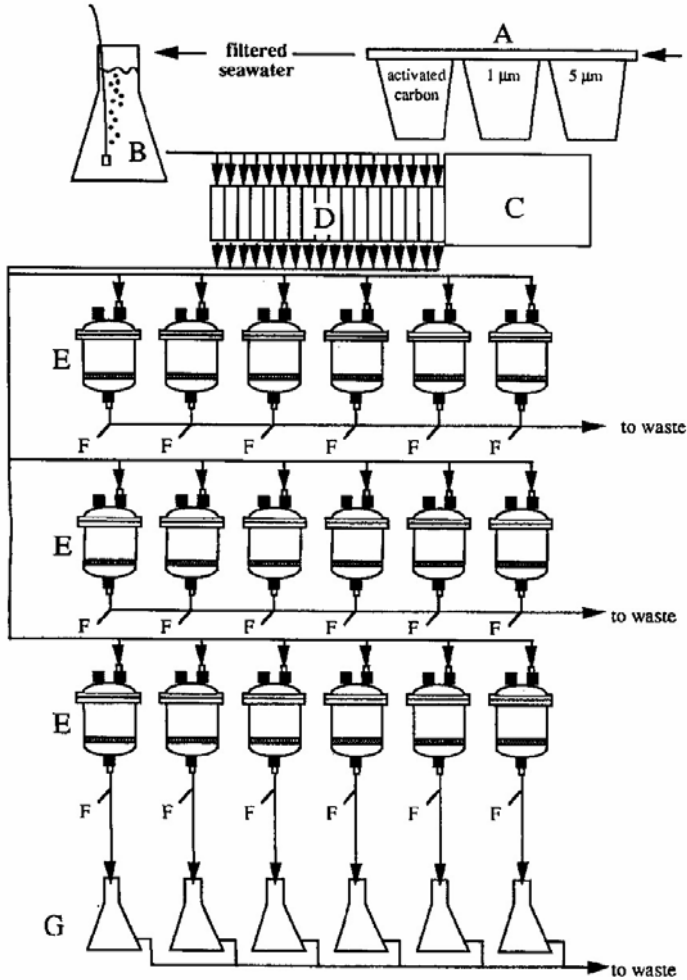 A
filtered
seawater
activated
carbon
1 µm
5 µm
B
C
D
E
F F F F F F
to waste
E
F F F F F F
to waste
E
F F F F F F
G
to waste